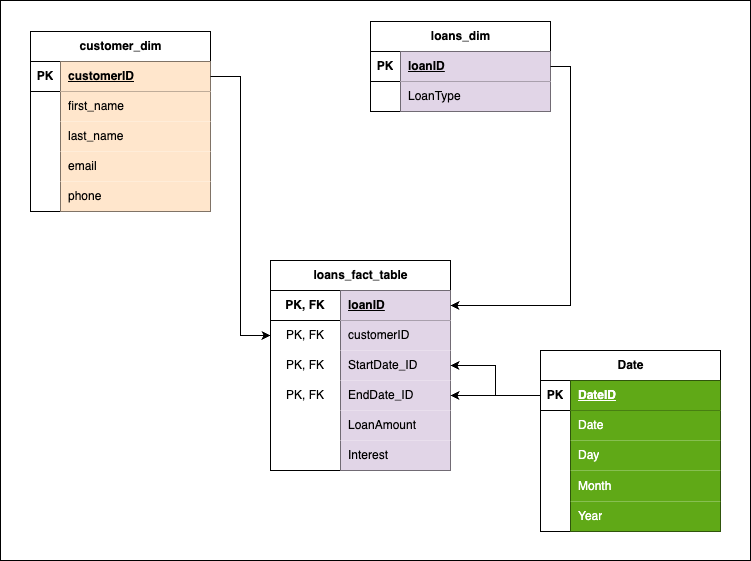 customer_dim
PK customerID
first_name
last_name
email
phone
loans_dim
PK loanID
LoanType
loans_fact_table
PK, FK loanID
PK, FK customerID
PK, FK StartDate_ID
PK, FK EndDate_ID
LoanAmount
Interest
Date
PK DateID
Date
Day
Month
Year